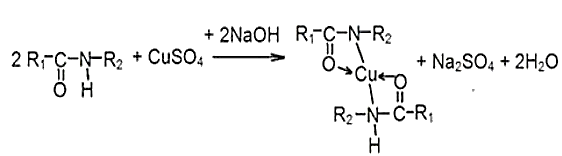 + 2NaOH
2 R₁–C–N–R₂ + CuSO₄
O H
R₁–C–N–R₂
O Cu O
R₂–N–C–R₁
H
+ Na₂SO₄ + 2H₂O